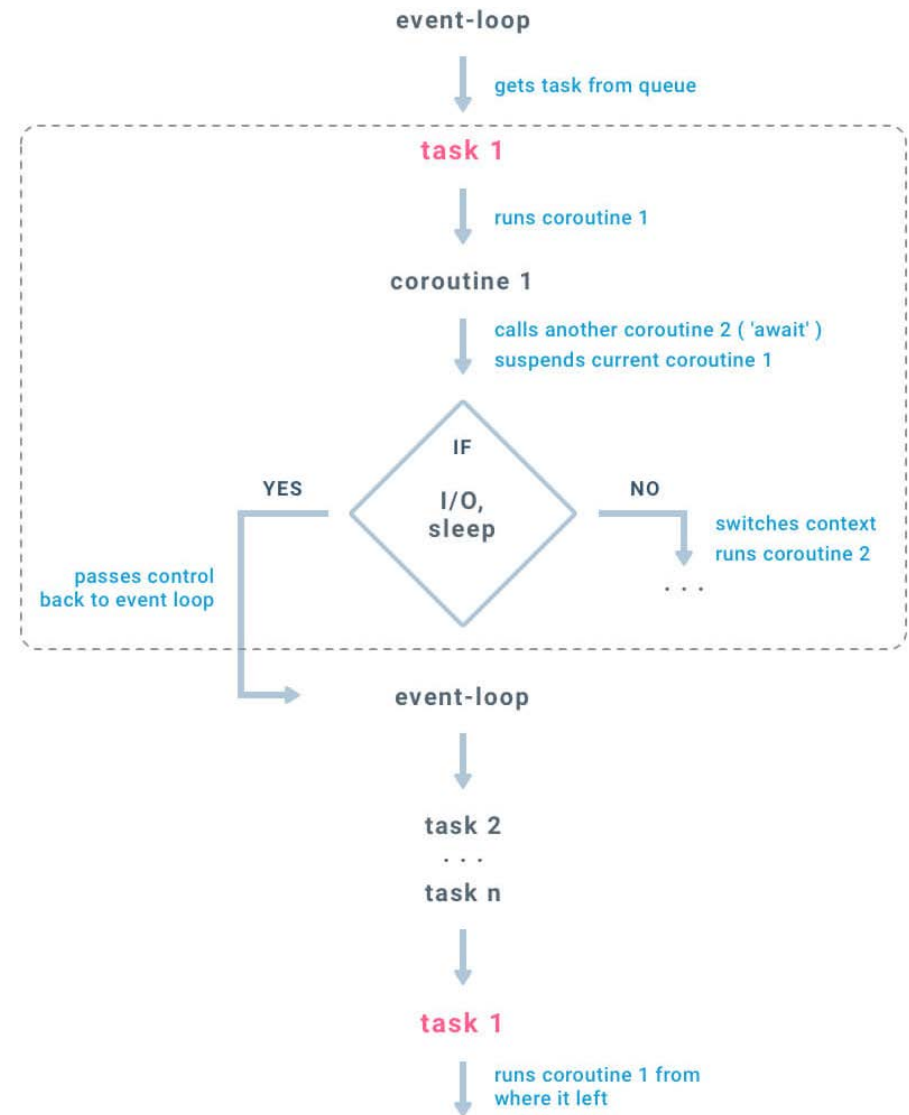 event-loop
gets task from queue
task 1
runs coroutine 1
coroutine 1
calls another coroutine 2 ( 'await' )
suspends current coroutine 1
IF
YES
I/O,
sleep
NO
switches context
runs coroutine 2
. . .
passes control
back to event loop
event-loop
task 2
. . .
task n
task 1
runs coroutine 1 from
where it left